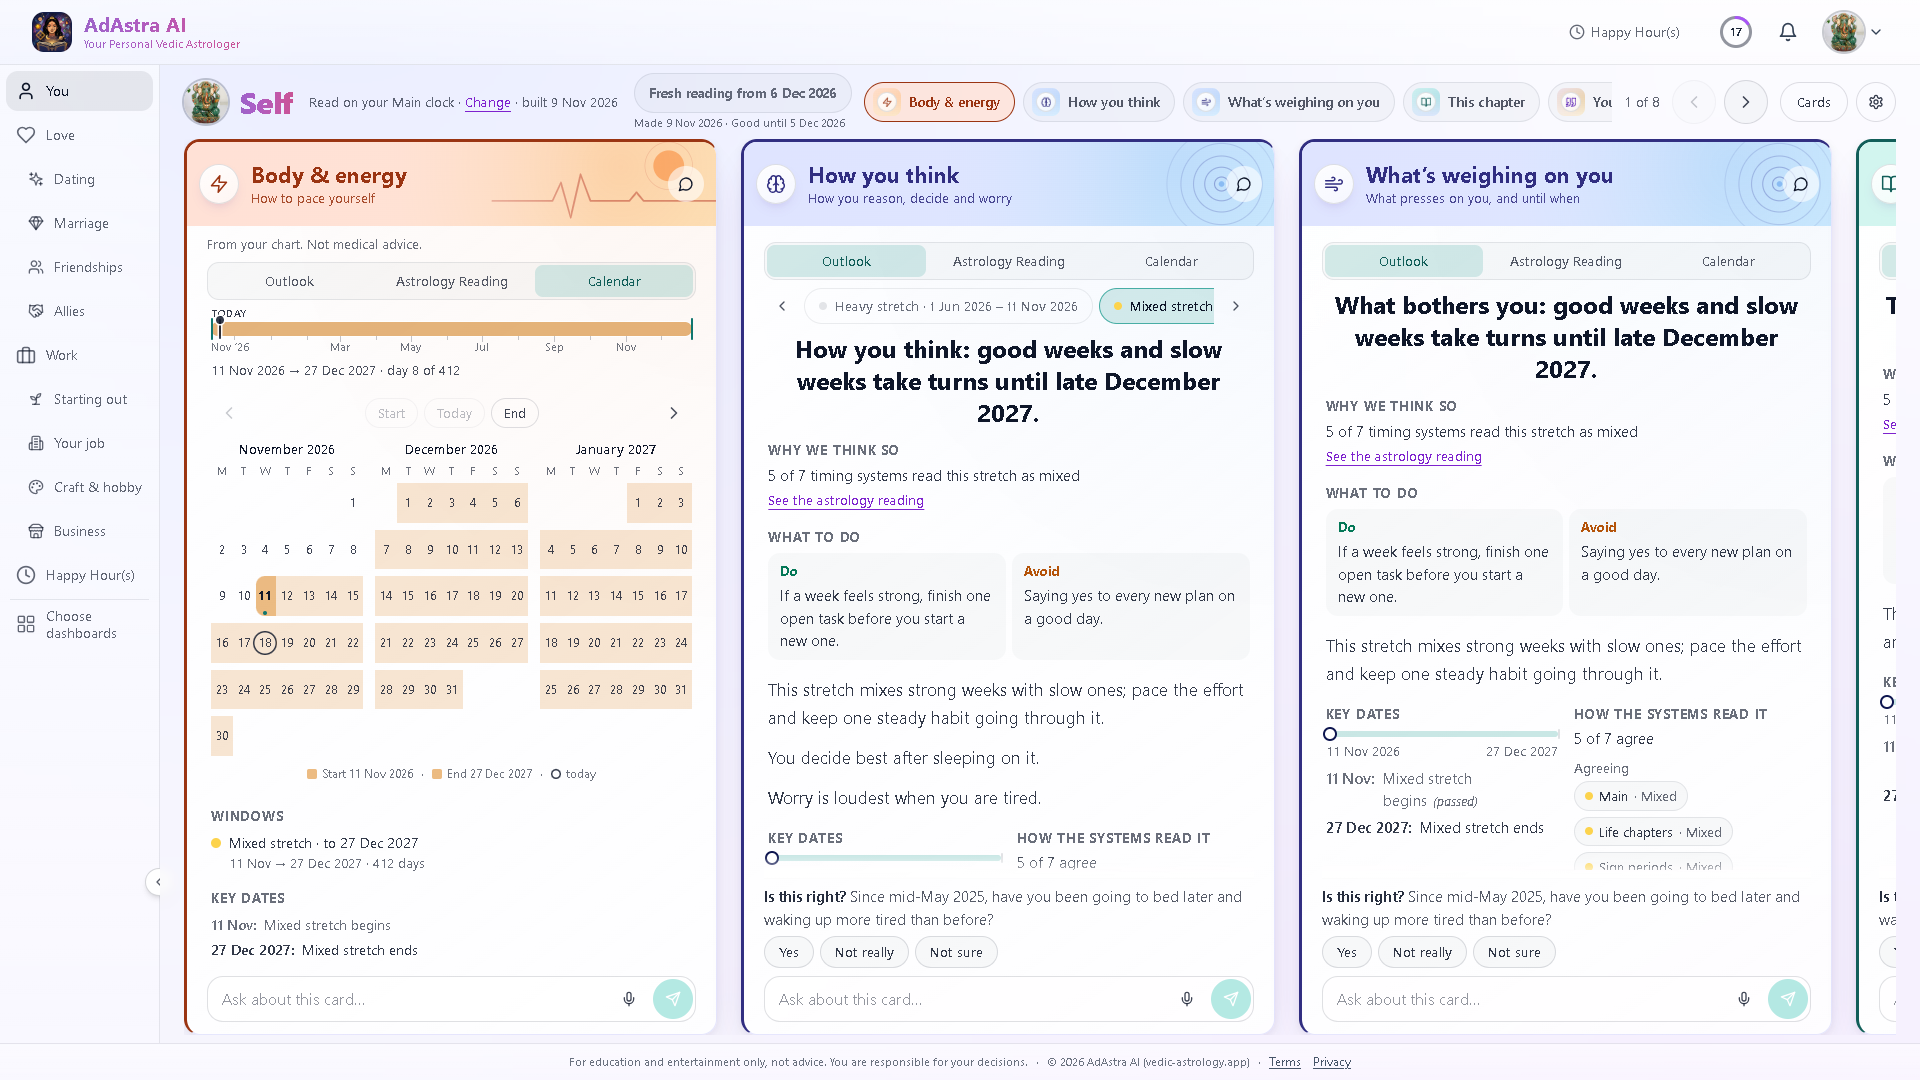 AdAstra AI
Your Personal Vedic Astrologer
Happy Hour(s)
17
You
Love
Dating
Marriage
Friendships
Allies
Work
Starting out
Your job
Craft & hobby
Business
Happy Hour(s)
Choose dashboards
Self
Read on your Main clock · Change · built 9 Nov 2026
Fresh reading from 6 Dec 2026
Made 9 Nov 2026 · Good until 5 Dec 2026
Body & energy
How you think
What's weighing on you
This chapter
You
1 of 8
Cards
Body & energy
How to pace yourself
From your chart. Not medical advice.
Outlook Astrology Reading Calendar
TODAY
Nov '26 Mar May Jul Sep Nov
11 Nov 2026 → 27 Dec 2027 · day 8 of 412
Start Today End
November 2026
M T W T F S S
1
2 3 4 5 6 7 8
9 10 11 12 13 14 15
16 17 18 19 20 21 22
23 24 25 26 27 28 29
30
December 2026
M T W T F S S
1 2 3 4 5 6
7 8 9 10 11 12 13
14 15 16 17 18 19 20
21 22 23 24 25 26 27
28 29 30 31
January 2027
M T W T F S S
1 2 3
4 5 6 7 8 9 10
11 12 13 14 15 16 17
18 19 20 21 22 23 24
25 26 27 28 29 30 31
Start 11 Nov 2026 · End 27 Dec 2027 · today
WINDOWS
Mixed stretch · to 27 Dec 2027
11 Nov → 27 Dec 2027 · 412 days
KEY DATES
11 Nov: Mixed stretch begins
27 Dec 2027: Mixed stretch ends
Ask about this card...
How you think
How you reason, decide and worry
Outlook Astrology Reading Calendar
Heavy stretch · 1 Jun 2026 – 11 Nov 2026
Mixed stretch
How you think: good weeks and slow
weeks take turns until late December
2027.
WHY WE THINK SO
5 of 7 timing systems read this stretch as mixed
See the astrology reading
WHAT TO DO
Do
If a week feels strong, finish one
open task before you start a
new one.
Avoid
Saying yes to every new plan on
a good day.
This stretch mixes strong weeks with slow ones; pace the effort
and keep one steady habit going through it.
You decide best after sleeping on it.
Worry is loudest when you are tired.
KEY DATES
HOW THE SYSTEMS READ IT
5 of 7 agree
Is this right? Since mid-May 2025, have you been going to bed later and
waking up more tired than before?
Yes Not really Not sure
Ask about this card...
What's weighing on you
What presses on you, and until when
Outlook Astrology Reading Calendar
What bothers you: good weeks and slow
weeks take turns until late December
2027.
WHY WE THINK SO
5 of 7 timing systems read this stretch as mixed
See the astrology reading
WHAT TO DO
Do
If a week feels strong, finish one
open task before you start a
new one.
Avoid
Saying yes to every new plan on
a good day.
This stretch mixes strong weeks with slow ones; pace the effort
and keep one steady habit going through it.
KEY DATES
11 Nov 2026 27 Dec 2027
11 Nov: Mixed stretch
begins (passed)
27 Dec 2027: Mixed stretch ends
HOW THE SYSTEMS READ IT
5 of 7 agree
Agreeing
Main · Mixed
Life chapters · Mixed
Sign periods · Mixed
Is this right? Since mid-May 2025, have you been going to bed later and
waking up more tired than before?
Yes Not really Not sure
Ask about this card...
For education and entertainment only, not advice. You are responsible for your decisions. · © 2026 AdAstra AI (vedic-astrology.app) · Terms Privacy